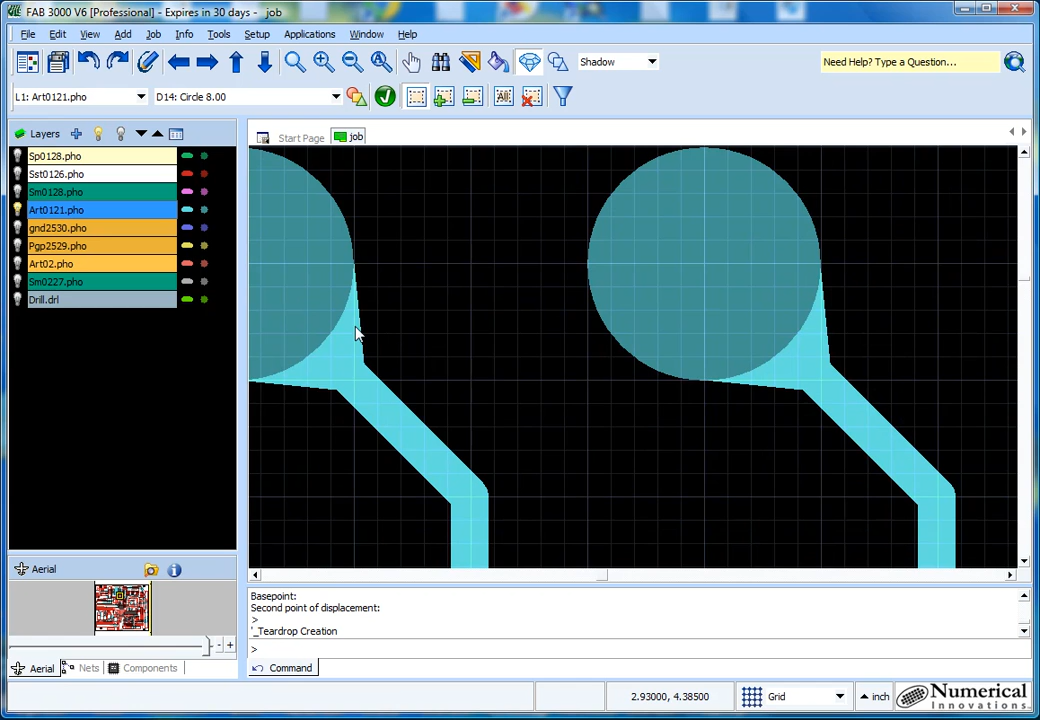 FAB 3000 V6 [Professional] - Expires in 30 days - job
File Edit View Add Job Info Tools Setup Applications Window Help
Shadow
Need Help? Type a Question...
L1: Art0121.pho
D14: Circle 8.00
All
Layers
Start Page
job
Sp0128.pho
Sst0126.pho
Sm0128.pho
Art0121.pho
gnd2530.pho
Pgp2529.pho
Art02.pho
Sm0227.pho
Drill.drl
Aerial
Basepoint:
Second point of displacement:
>
'_Teardrop Creation
>
Aerial Nets Components
Command
2.93000, 4.38500
Grid
inch
Numerical
Innovations®